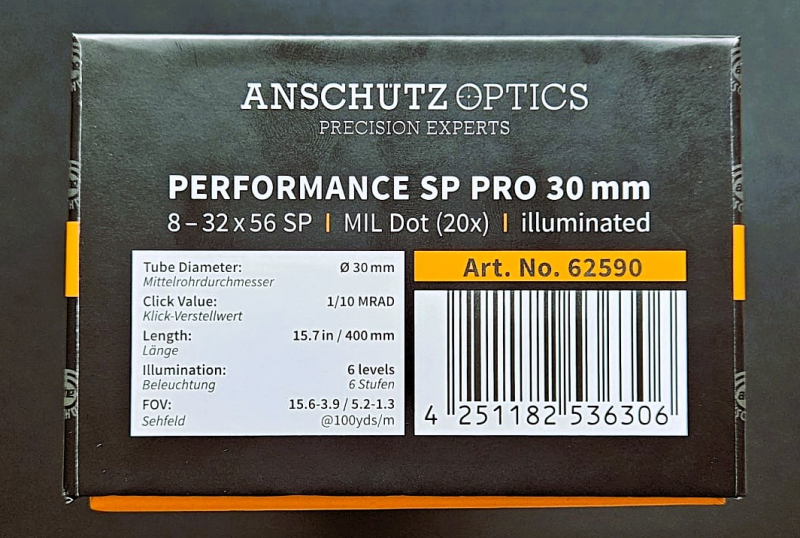 ANSCHÜTZ OPTICS
PRECISION EXPERTS
PERFORMANCE SP PRO 30 mm
8 – 32 x 56 SP | MIL Dot (20x) | illuminated
Tube Diameter: Ø 30 mm
Mittelrohrdurchmesser
Click Value: 1/10 MRAD
Klick-Verstellwert
Length: 15.7 in / 400 mm
Länge
Illumination: 6 levels
Beleuchtung 6 Stufen
FOV: 15.6-3.9 / 5.2-1.3
Sehfeld @100yds/m
Art. No. 62590
4 251182 536306